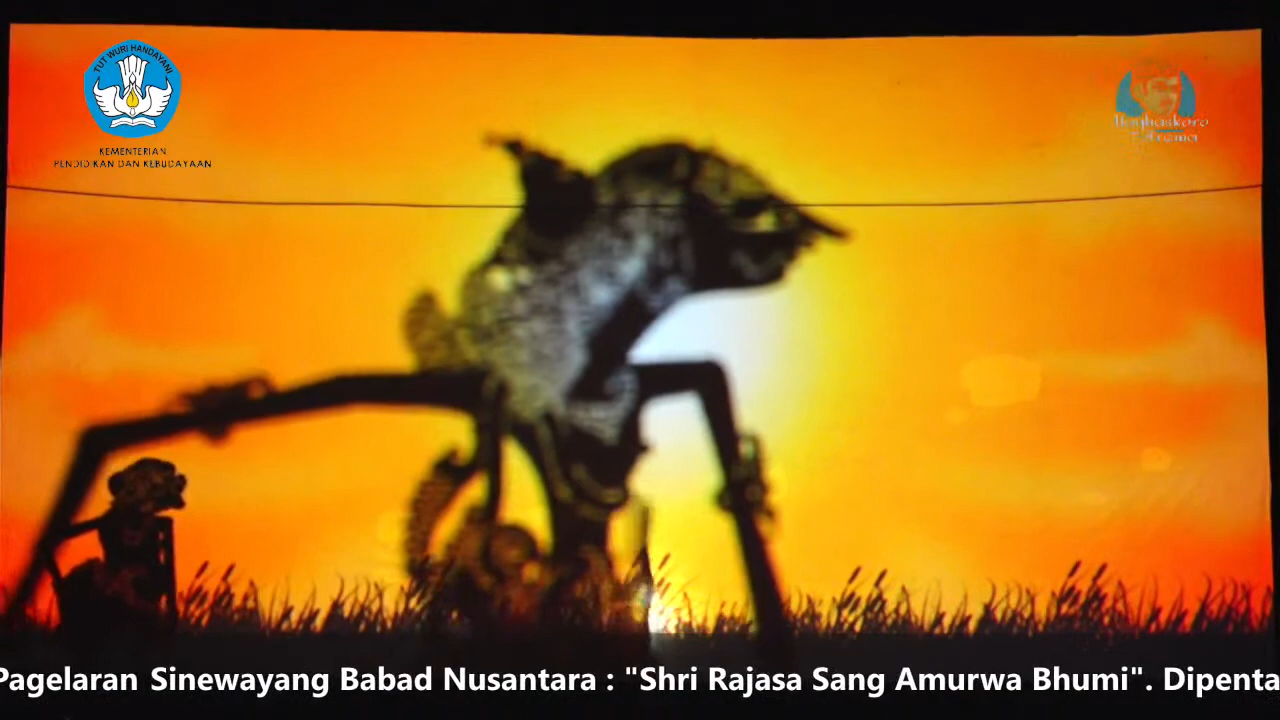 TUT WURI HANDAYANI
KEMENTERIAN
PENDIDIKAN DAN KEBUDAYAAN
Pagelaran Sinewayang Babad Nusantara : "Shri Rajasa Sang Amurwa Bhumi". Dipenta